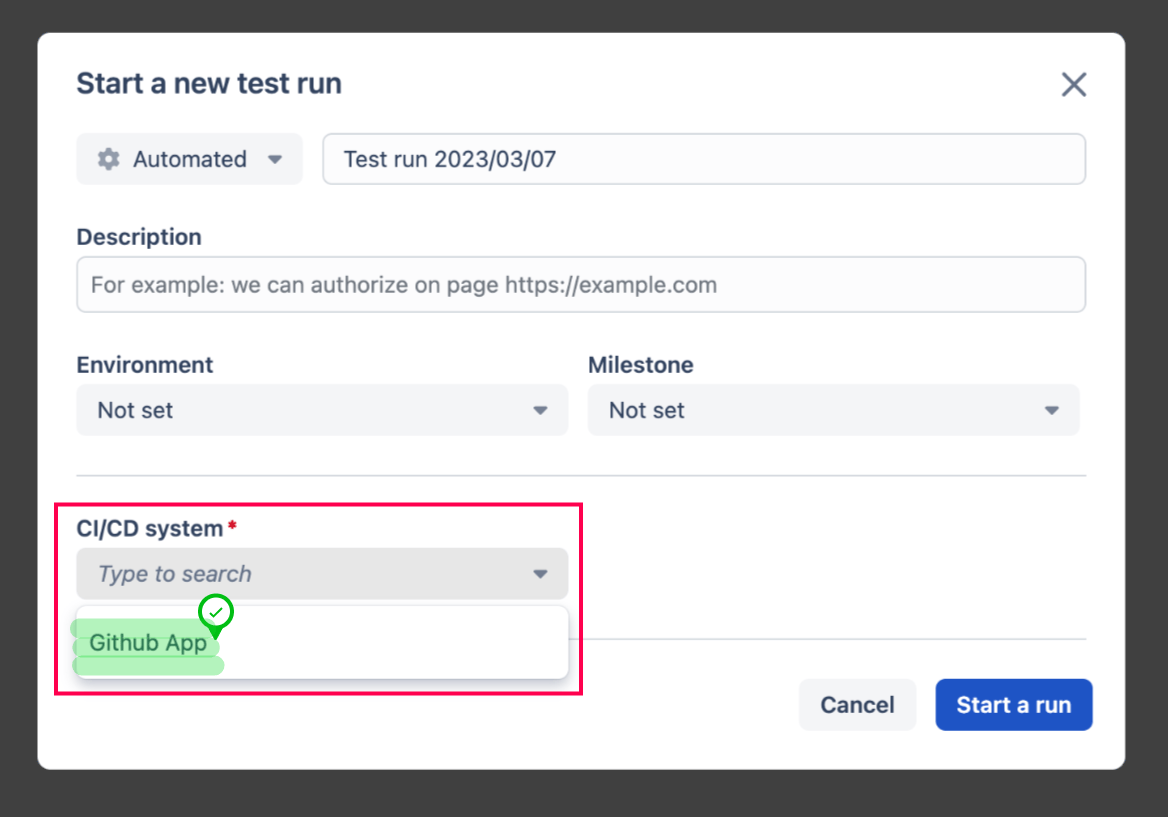 Start a new test run
Automated
Test run 2023/03/07
Description
For example: we can authorize on page https://example.com
Environment
Milestone
Not set
Not set
CI/CD system *
Type to search
Github App
Cancel
Start a run